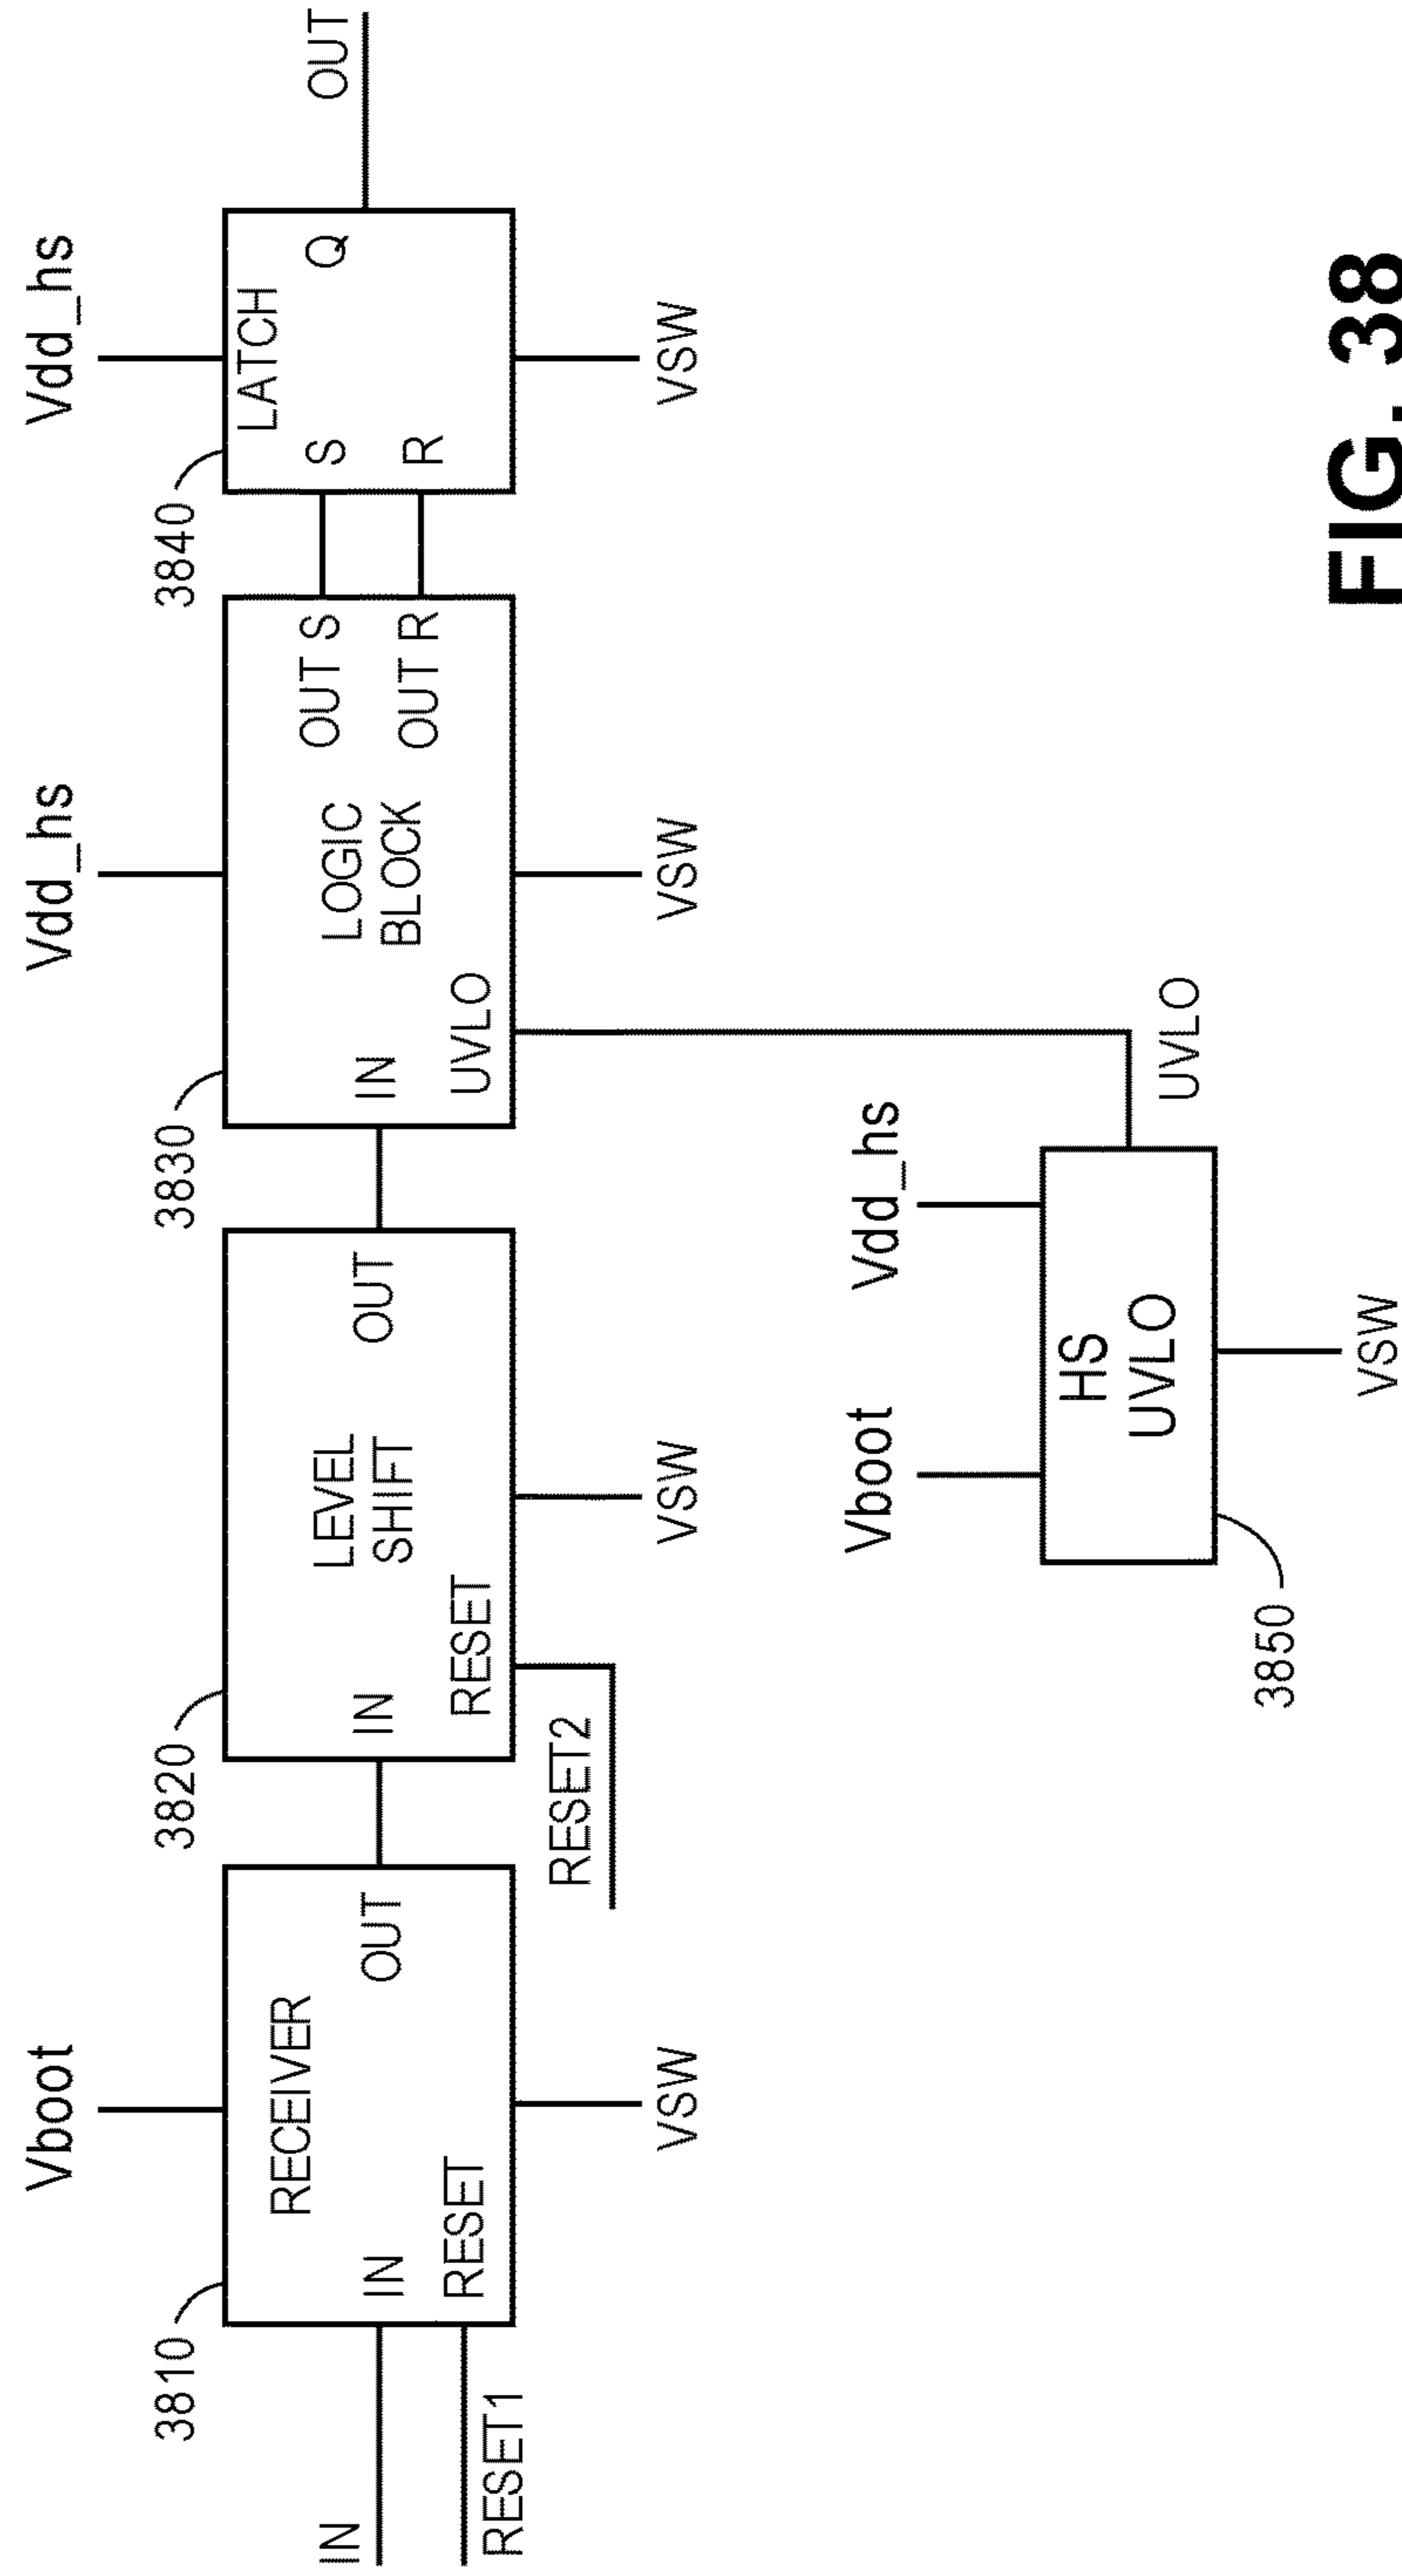 Vboot
Vdd_hs
Vdd_hs
3810
3820
3830
3840
RECEIVER
IN
OUT
RESET
IN
RESET1
VSW
LEVEL
SHIFT
IN
OUT
RESET
RESET2
VSW
LOGIC
BLOCK
IN
OUT S
OUT R
UVLO
VSW
LATCH
S
R
Q
OUT
VSW
Vboot
Vdd_hs
HS
UVLO
UVLO
3850
VSW
FIG. 38